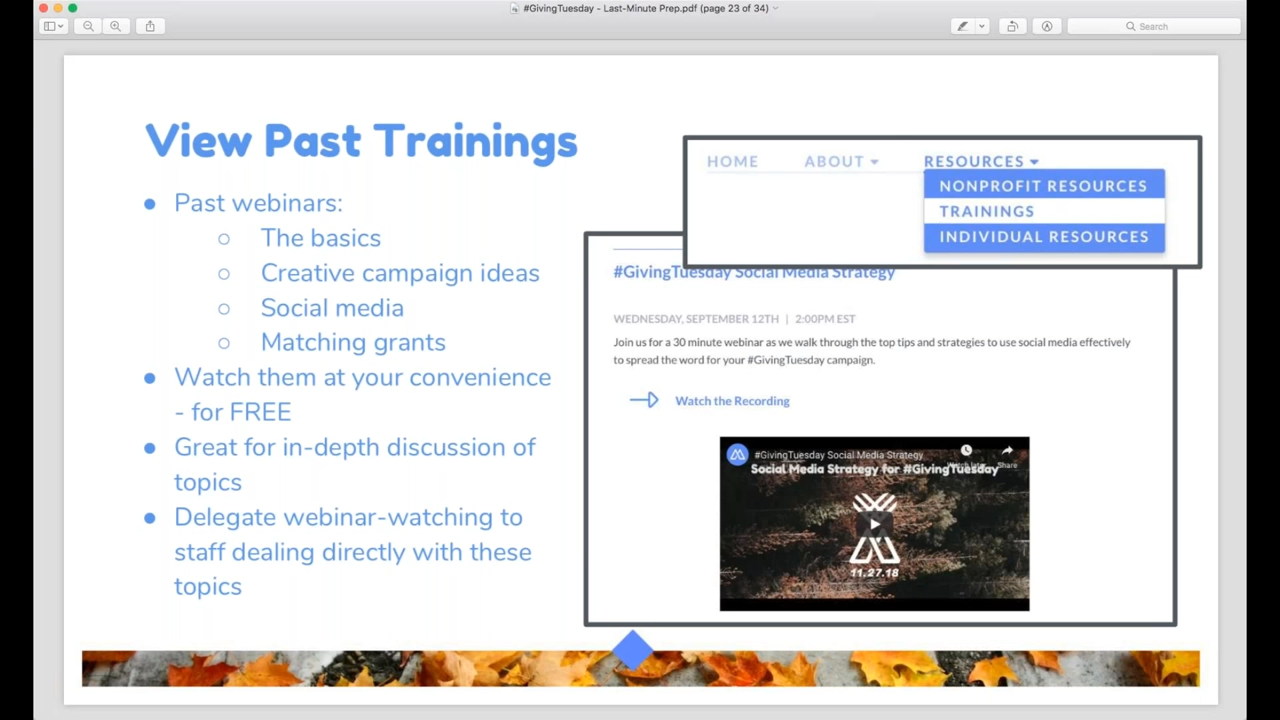 #GivingTuesday - Last-Minute Prep.pdf (page 23 of 34)
Search
View Past Trainings
● Past webinars:
○ The basics
○ Creative campaign ideas
○ Social media
○ Matching grants
● Watch them at your convenience
- for FREE
● Great for in-depth discussion of
topics
● Delegate webinar-watching to
staff dealing directly with these
topics
HOME ABOUT RESOURCES
NONPROFIT RESOURCES
TRAININGS
INDIVIDUAL RESOURCES
#GivingTuesday Social Media Strategy
WEDNESDAY, SEPTEMBER 12TH | 2:00PM EST
Join us for a 30 minute webinar as we walk through the top tips and strategies to use social media effectively
to spread the word for your #GivingTuesday campaign.
Watch the Recording
#GivingTuesday Social Media Strategy
Watch later Share
Social Media Strategy for #GivingTuesday
11.27.18